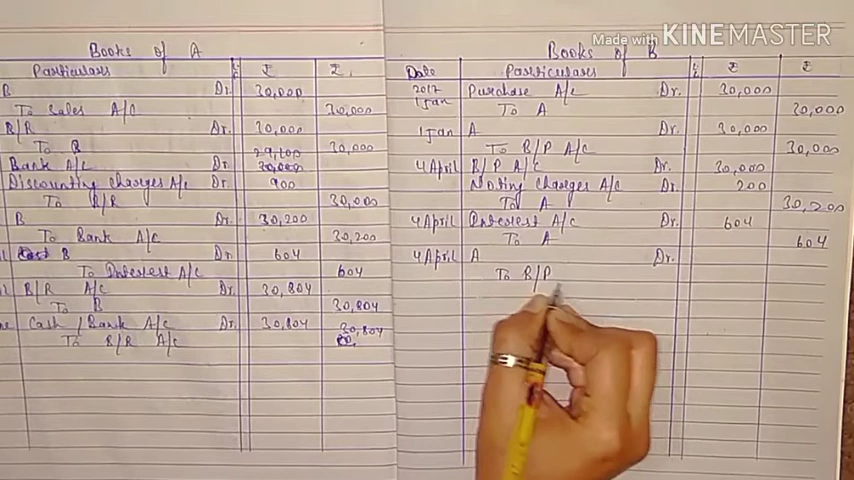 Made with KINEMASTER
Books of A
Particulars L.F. ₹ ₹
B Dr. 30,000
To Sales A/c 30,000
B/R Dr. 30,000
To B 30,000
29,100
Bank A/c Dr.
Discounting Charges A/c Dr. 900
To B/R 30,000
B Dr. 30,200
To Bank A/c 30,200
B Dr. 604
To Interest A/c 604
B/R A/c Dr. 30,804
To B 30,804
Cash / Bank A/c Dr. 30,804
To B/R A/c 30,804
Books of B
Date Particulars L.F. ₹ ₹
2017
1 Jan Purchase A/c Dr. 30,000
To A 30,000
1 Jan A Dr. 30,000
To B/P A/c 30,000
4 April B/P A/c Dr. 30,000
Noting Charges A/c Dr. 200
To A 30,200
4 April Interest A/c Dr. 604
To A 604
4 April A Dr.
To B/P